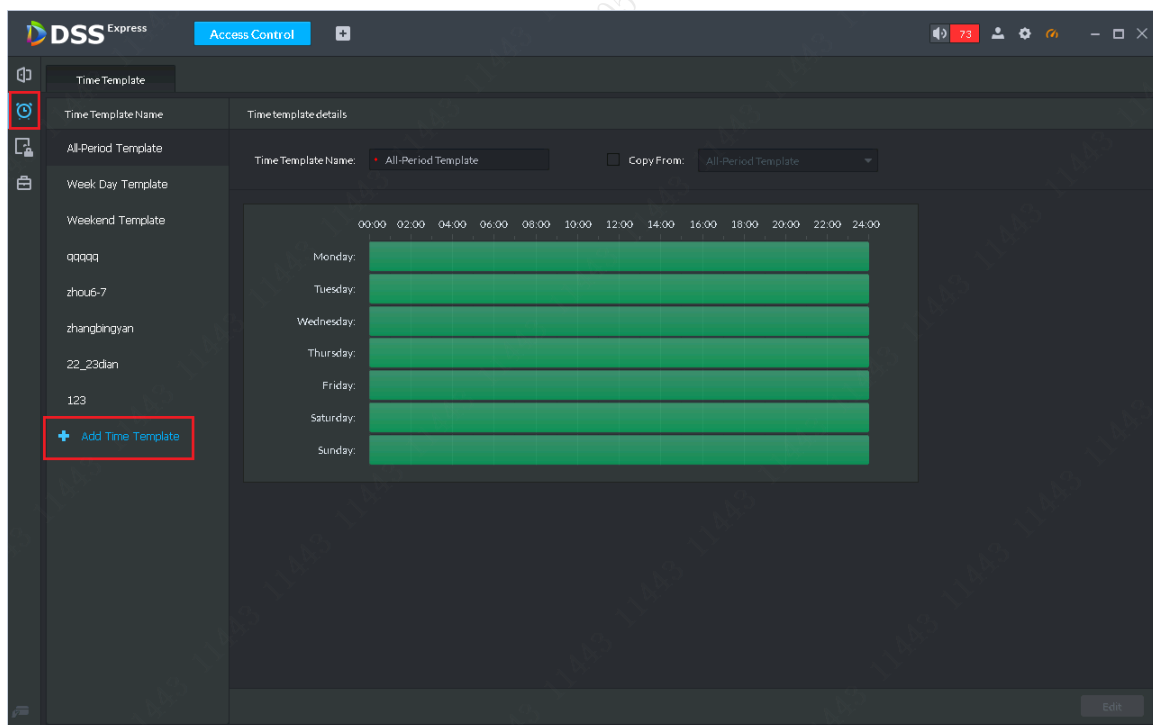 DSS Express Access Control 73
Time Template
Time Template Name Time template details
All-Period Template
Time Template Name: * All-Period Template Copy From: All-Period Template
Week Day Template
Weekend Template
00:00 02:00 04:00 06:00 08:00 10:00 12:00 14:00 16:00 18:00 20:00 22:00 24:00
qqqqq
Monday:
zhou6-7
Tuesday:
zhangbingyan
Wednesday:
22_23dian
Thursday:
Friday:
123
Saturday:
Add Time Template
Sunday:
Edit